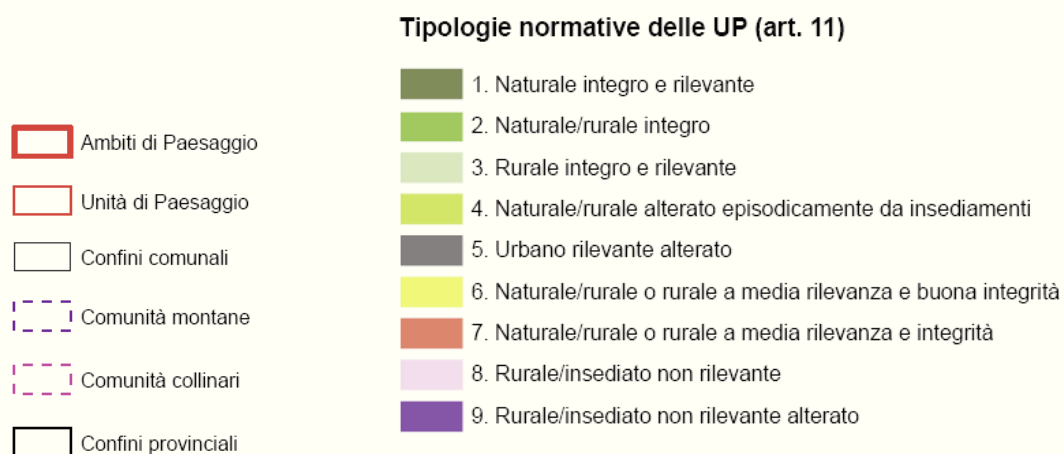 Tipologie normative delle UP (art. 11)
1. Naturale integro e rilevante
2. Naturale/rurale integro
3. Rurale integro e rilevante
4. Naturale/rurale alterato episodicamente da insediamenti
5. Urbano rilevante alterato
6. Naturale/rurale o rurale a media rilevanza e buona integrità
7. Naturale/rurale o rurale a media rilevanza e integrità
8. Rurale/insediato non rilevante
9. Rurale/insediato non rilevante alterato
Ambiti di Paesaggio
Unità di Paesaggio
Confini comunali
Comunità montane
Comunità collinari
Confini provinciali